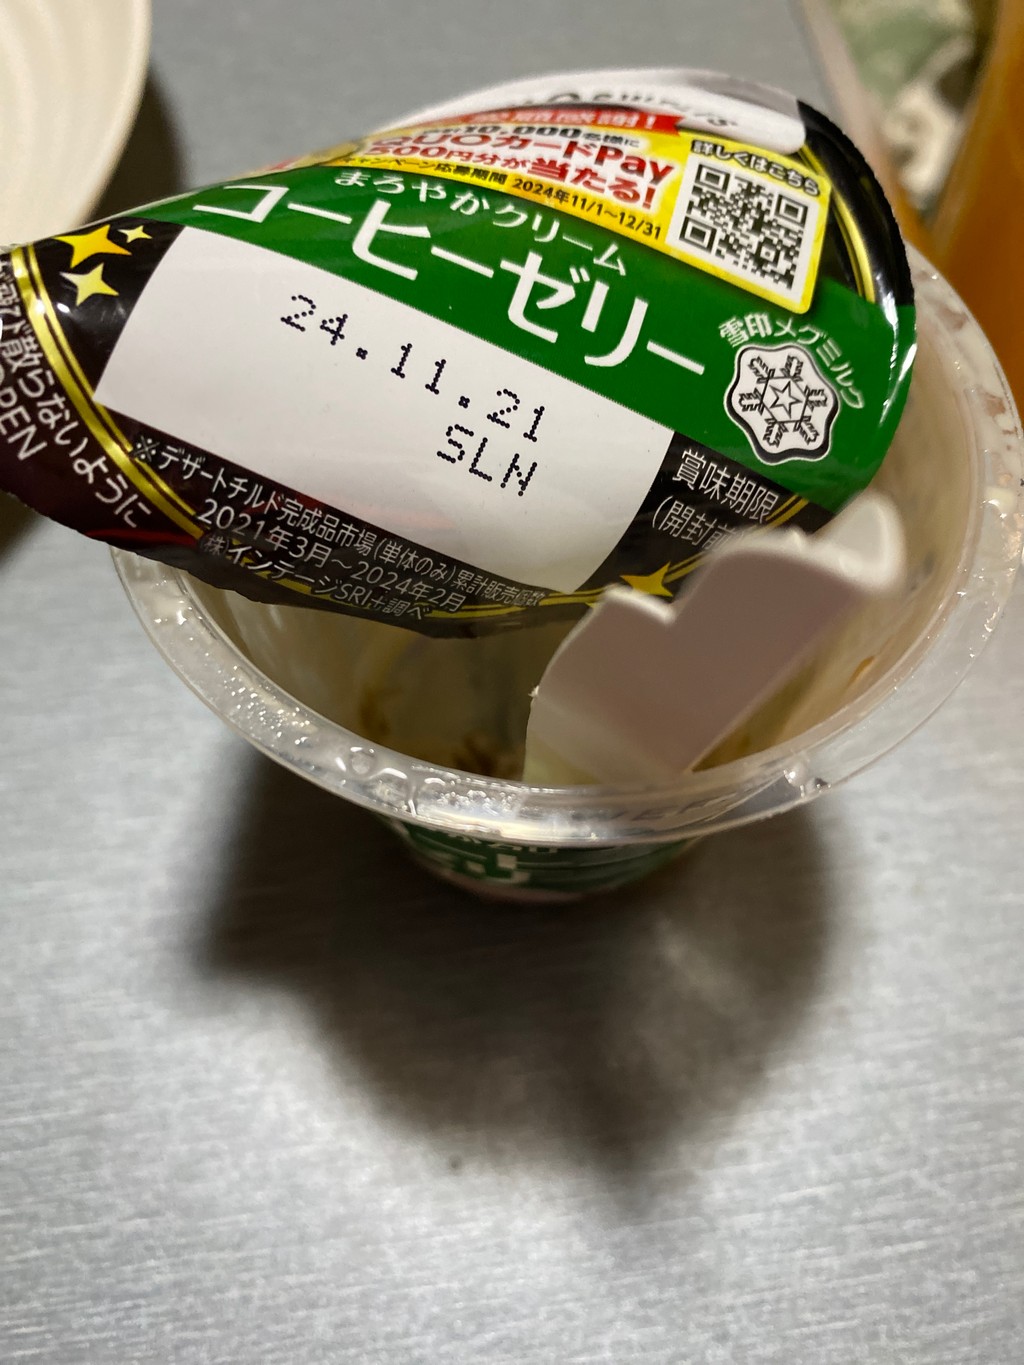 10,000名様に
QUOカードPay
500円分が当たる!
キャンペーン応募期間 2024年11/1~12/31
詳しくはこちら
まろやかクリーム
コーヒーゼリー
雪印メグミルク
24.11.21
SLN
賞味期限
(開封前
※デザートチルド完成品市場(単体のみ)累計販売個数
2021年3月~2024年2月
㈱インテージSRI+調べ
が散らないように
OPEN